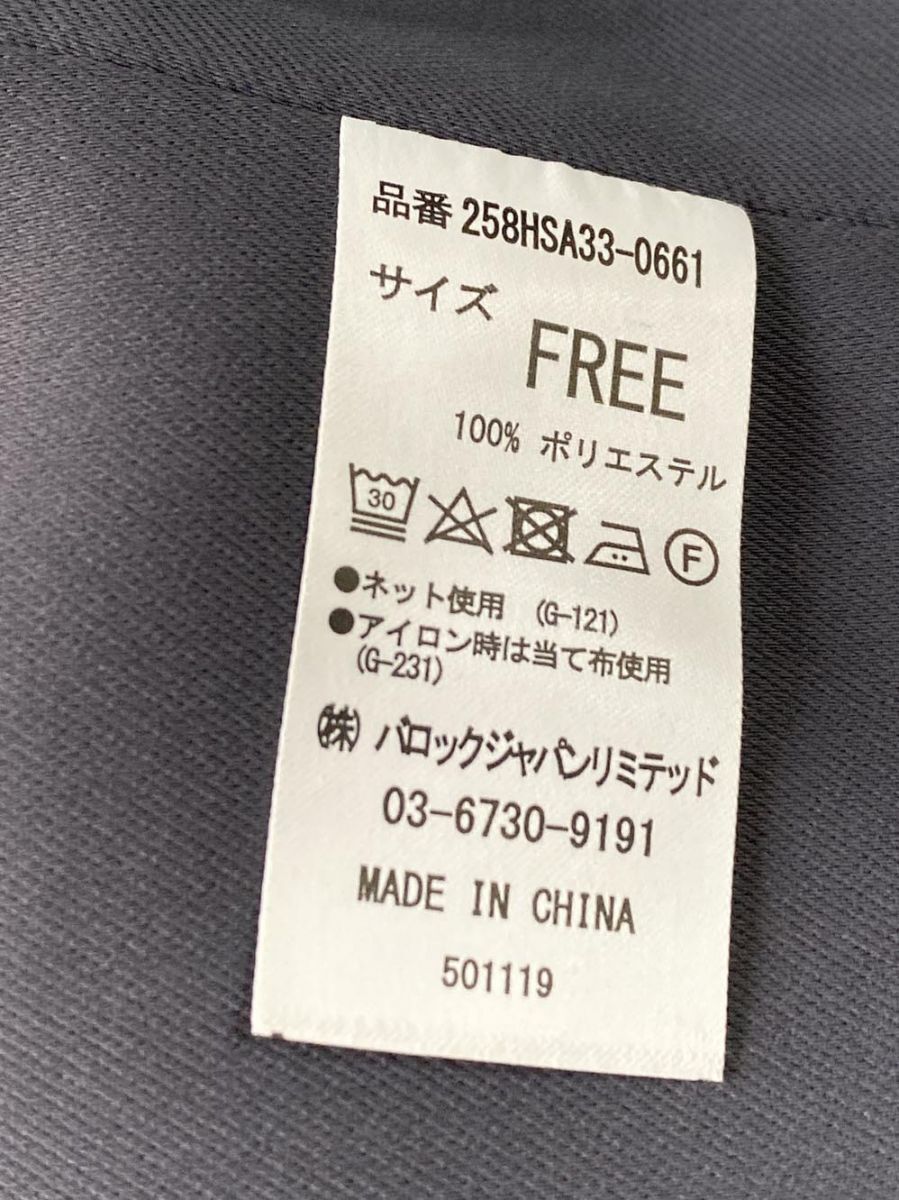 品番 258HSA33-0661
サイズ
FREE
100% ポリエステル
30 F
●ネット使用 (G-121)
●アイロン時は当て布使用
(G-231)
㈱ バロックジャパンリミテッド
03-6730-9191
MADE IN CHINA
501119